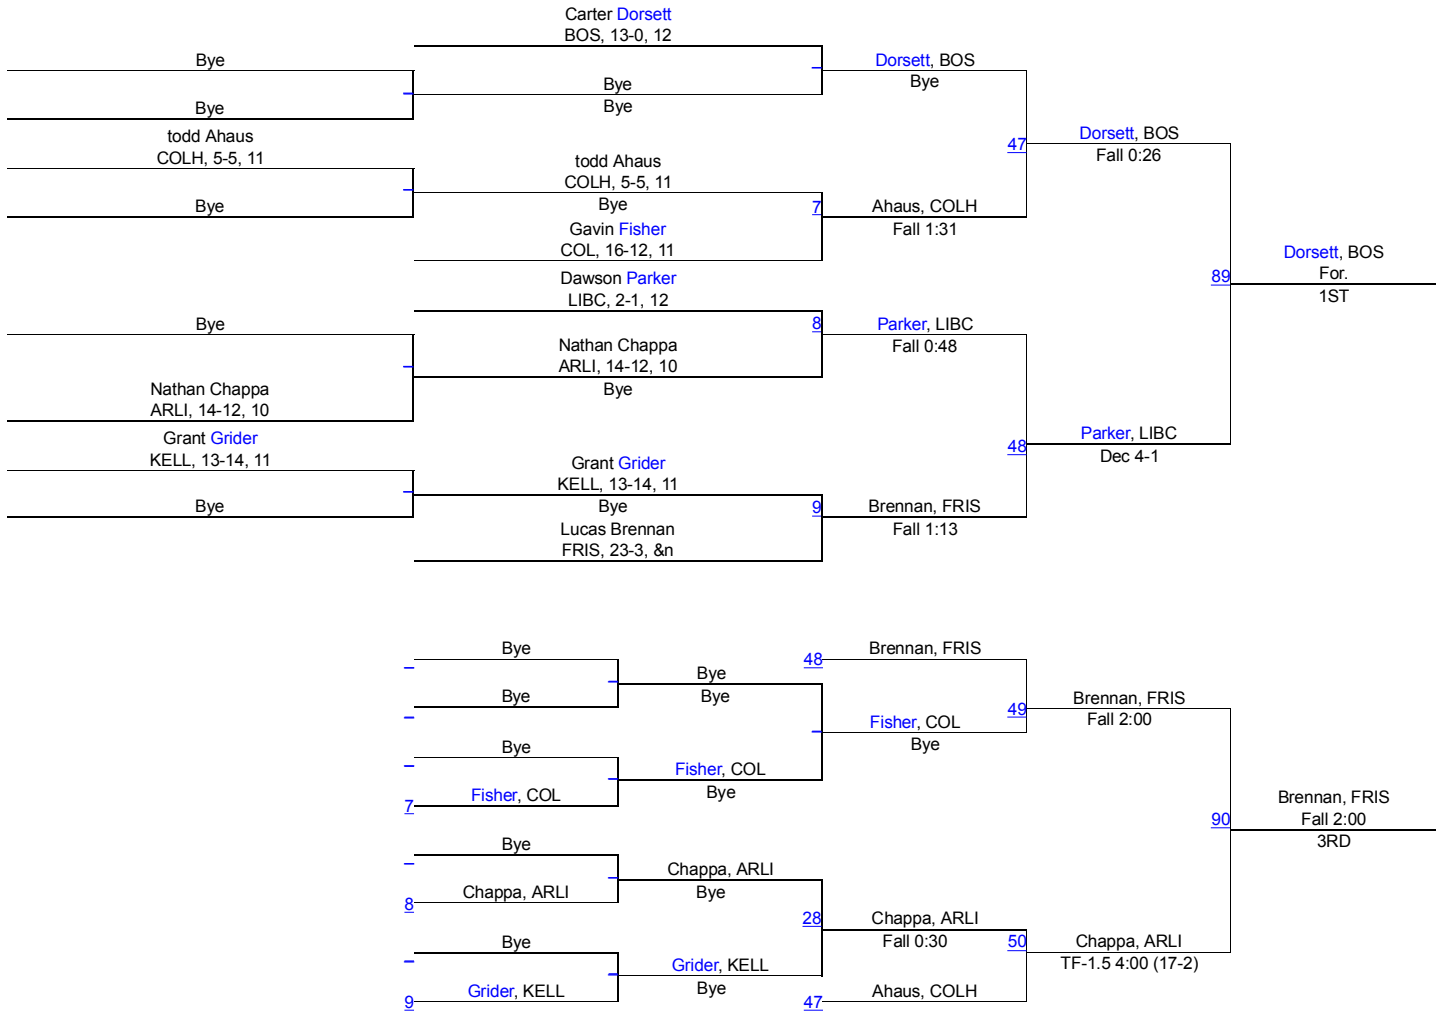 Carter Dorsett
BOS, 13-0, 12
Bye
Dorsett, BOS
Bye
Bye
Bye
Bye
todd Ahaus
COLH, 5-5, 11
47
Dorsett, BOS
Fall 0:26
todd Ahaus
COLH, 5-5, 11
Bye
Bye
7
Ahaus, COLH
Fall 1:31
Gavin Fisher
COL, 16-12, 11
Dorsett, BOS
For.
1ST
89
Dawson Parker
LIBC, 2-1, 12
Bye
8
Parker, LIBC
Fall 0:48
Nathan Chappa
ARLI, 14-12, 10
Bye
Nathan Chappa
ARLI, 14-12, 10
Grant Grider
KELL, 13-14, 11
48
Parker, LIBC
Dec 4-1
Grant Grider
KELL, 13-14, 11
Bye
Bye
9
Brennan, FRIS
Fall 1:13
Lucas Brennan
FRIS, 23-3, &n
Bye
48
Brennan, FRIS
Bye
Bye
Bye
Brennan, FRIS
Fall 2:00
49
Fisher, COL
Bye
Bye
Fisher, COL
Bye
7
Fisher, COL
Brennan, FRIS
Fall 2:00
3RD
90
Bye
Chappa, ARLI
Bye
8
Chappa, ARLI
28
Chappa, ARLI
Fall 0:30
50
Chappa, ARLI
TF-1.5 4:00 (17-2)
Bye
Grider, KELL
Bye
9
Grider, KELL
47
Ahaus, COLH